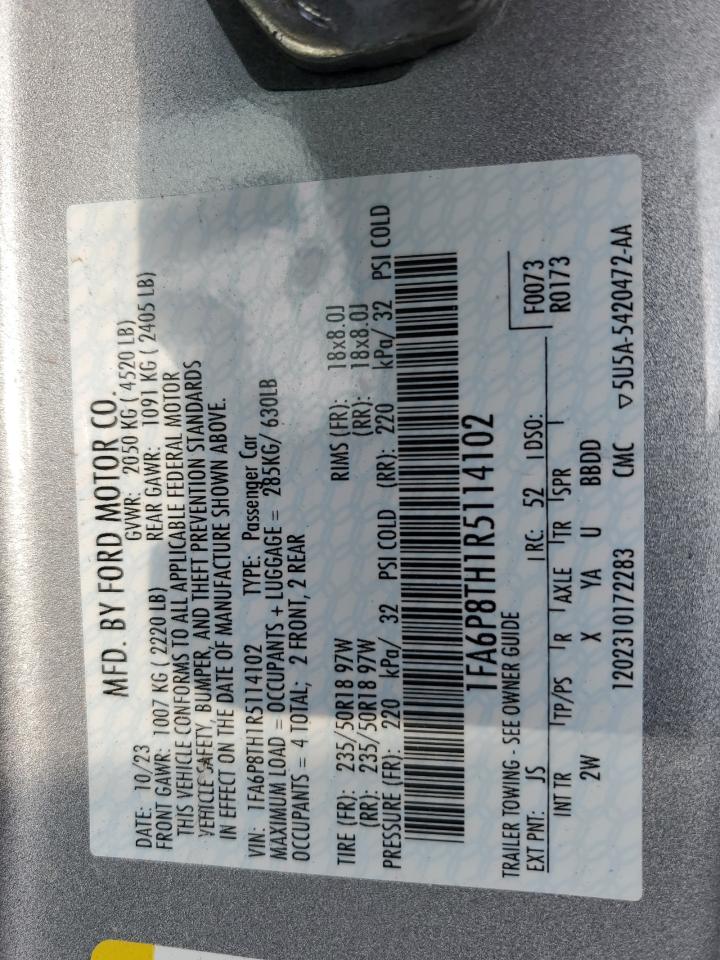 MFD. BY FORD MOTOR CO.
DATE: 10/23 GVWR: 2050 KG ( 4520 LB)
FRONT GAWR: 1007 KG ( 2220 LB) REAR GAWR: 1091 KG ( 2405 LB)
THIS VEHICLE CONFORMS TO ALL APPLICABLE FEDERAL MOTOR
VEHICLE SAFETY, BUMPER, AND THEFT PREVENTION STANDARDS
IN EFFECT ON THE DATE OF MANUFACTURE SHOWN ABOVE.
VIN: 1FA6P8TH1R5114102 TYPE: Passenger Car
MAXIMUM LOAD = OCCUPANTS + LUGGAGE = 285KG/ 630LB
OCCUPANTS = 4 TOTAL; 2 FRONT, 2 REAR
TIRE (FR): 235/50R18 97W RIMS (FR): 18x8.0J
(RR): 235/50R18 97W (RR): 18x8.0J
PRESSURE (FR): 220 kPa/ 32 PSI COLD (RR): 220 kPa/ 32 PSI COLD
1FA6P8TH1R5114102
TRAILER TOWING - SEE OWNER GUIDE F0073
EXT PNT: JS RC: 52 DSO: R0173
INT TR TP/PS R AXLE TR SPR
2W X YA U BBDD
1202310172283 CMC ▽5U5A-5420472-AA